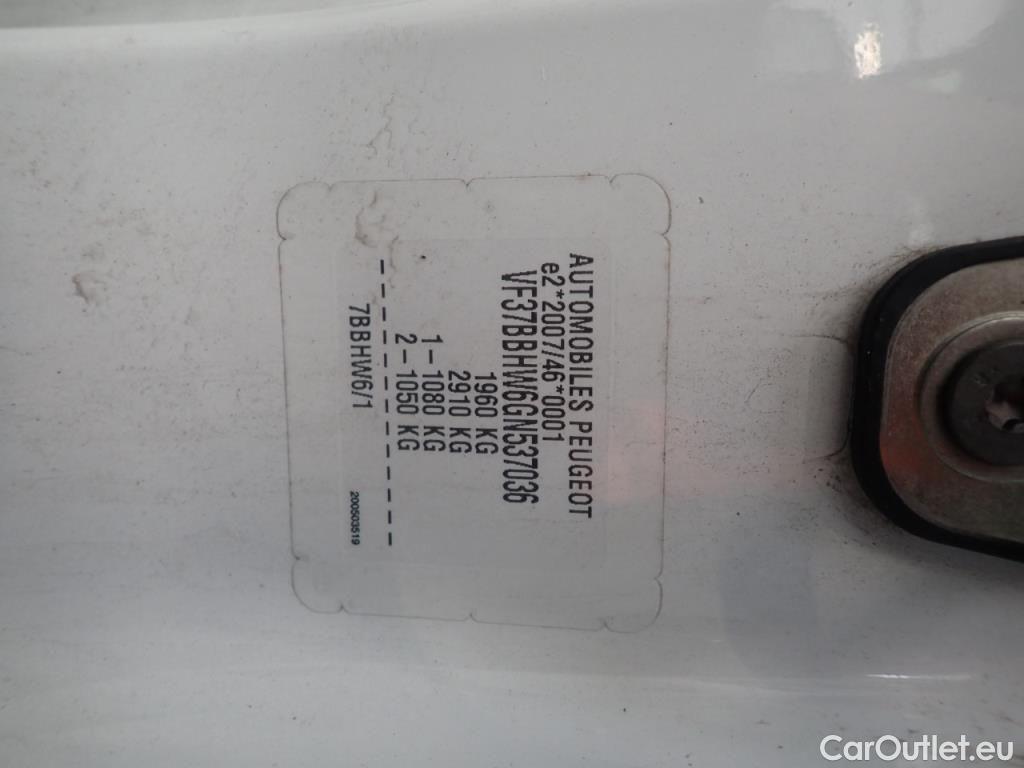 AUTOMOBILES PEUGEOT
e2*2007/46*0001
VF37BBHW6GN537036
1960 KG
2910 KG
1- 1080 KG
2- 1050 KG
----------------
7BBHW6/1
200503519
CarOutlet.eu